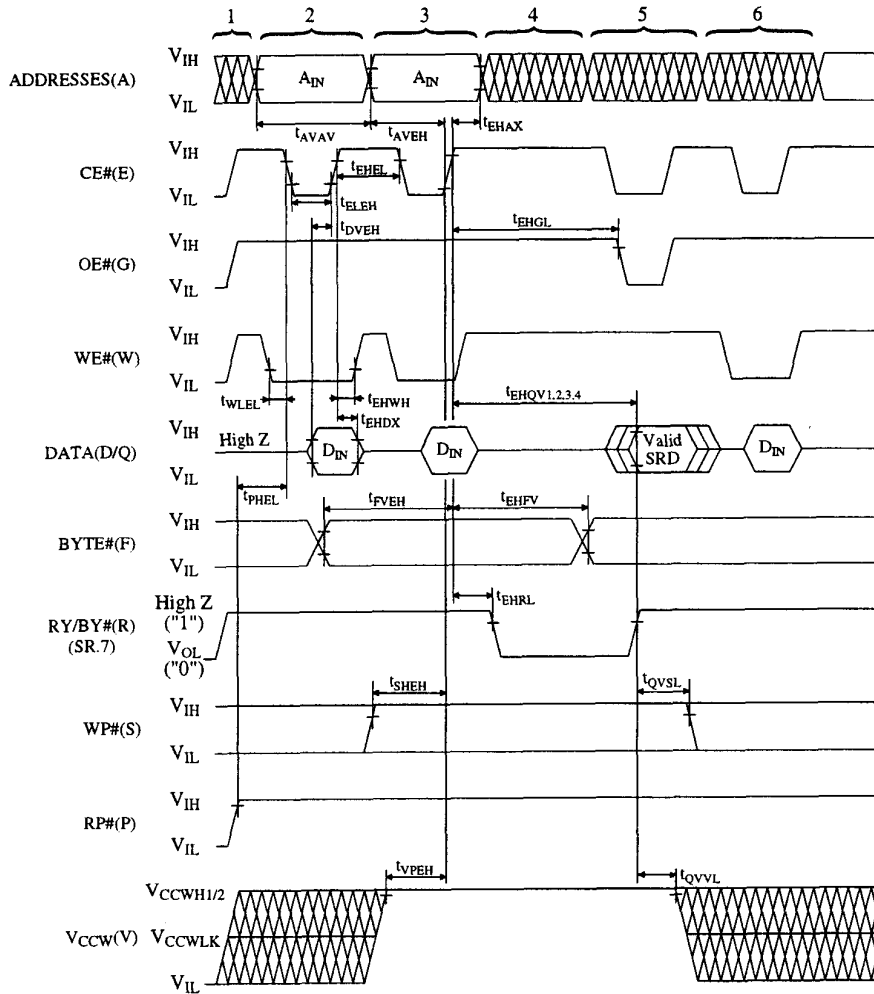 1 2 3 4 5 6
V_IH
ADDRESSES(A) A_IN A_IN
V_IL
t_AVAV t_AVEH t_EHAX
V_IH
CE#(E) t_EHEL
V_IL
t_ELEH
t_DVEH
V_IH t_EHGL
OE#(G)
V_IL
V_IH
WE#(W)
V_IL
t_WLEL t_EHWH t_EHQV1,2,3,4
t_EHDX
V_IH
High Z
DATA(D/Q) D_IN D_IN Valid SRD D_IN
V_IL
t_PHEL t_FVEH t_EHFV
V_IH
BYTE#(F)
V_IL
High Z t_EHRL
("1")
RY/BY#(R)
(SR.7)
V_OL
("0")
t_SHEH t_QVSL
V_IH
WP#(S)
V_IL
V_IH
RP#(P)
V_IL
t_VPEH t_QVVL
V_CCWH1/2
V_CCW(V) V_CCWLK
V_IL